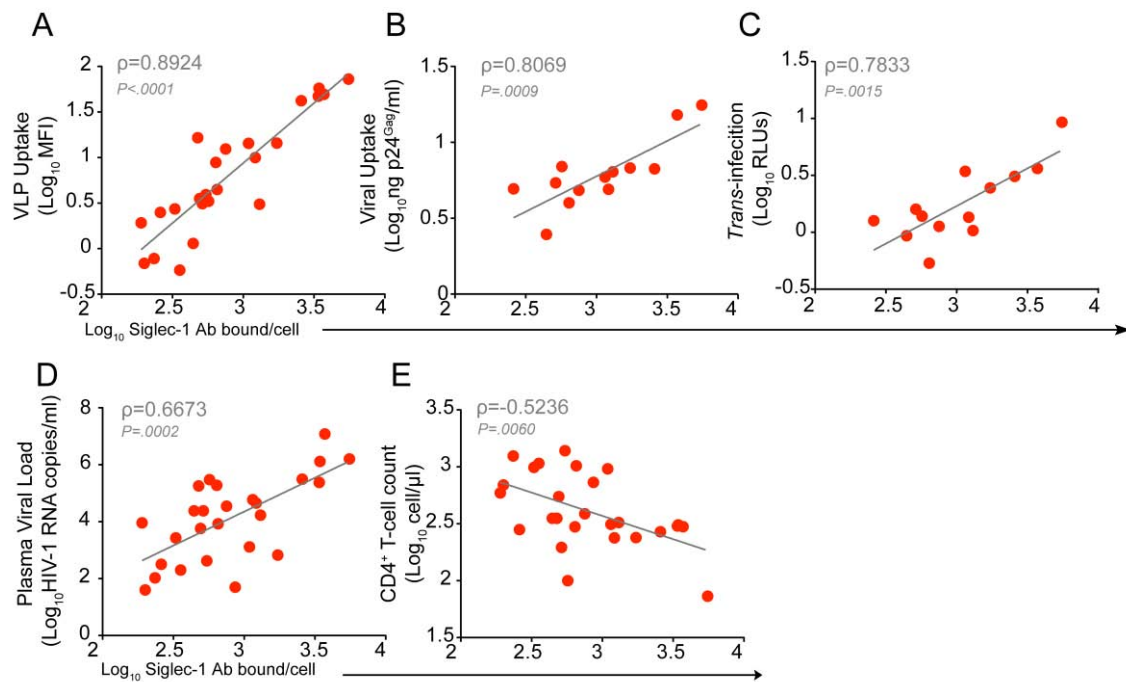 A
ρ=0.8924
P<.0001
VLP Uptake
(Log10 MFI)
2
1.5
1
0.5
0
-0.5
2 2.5 3 3.5 4
Log10 Siglec-1 Ab bound/cell
B
ρ=0.8069
P=.0009
Viral Uptake
(Log10ng p24Gag/ml)
1.5
1
0.5
0
2 2.5 3 3.5 4
C
ρ=0.7833
P=.0015
Trans-infecition
(Log10 RLUs)
1.5
1
0.5
0
-0.5
2 2.5 3 3.5 4
D
ρ=0.6673
P=.0002
Plasma Viral Load
(Log10HIV-1 RNA copies/ml)
8
6
4
2
0
2 2.5 3 3.5 4
Log10 Siglec-1 Ab bound/cell
E
ρ=-0.5236
P=.0060
CD4+ T-cell count
(Log10 cell/µl)
3.5
3
2.5
2
1.5
2 2.5 3 3.5 4